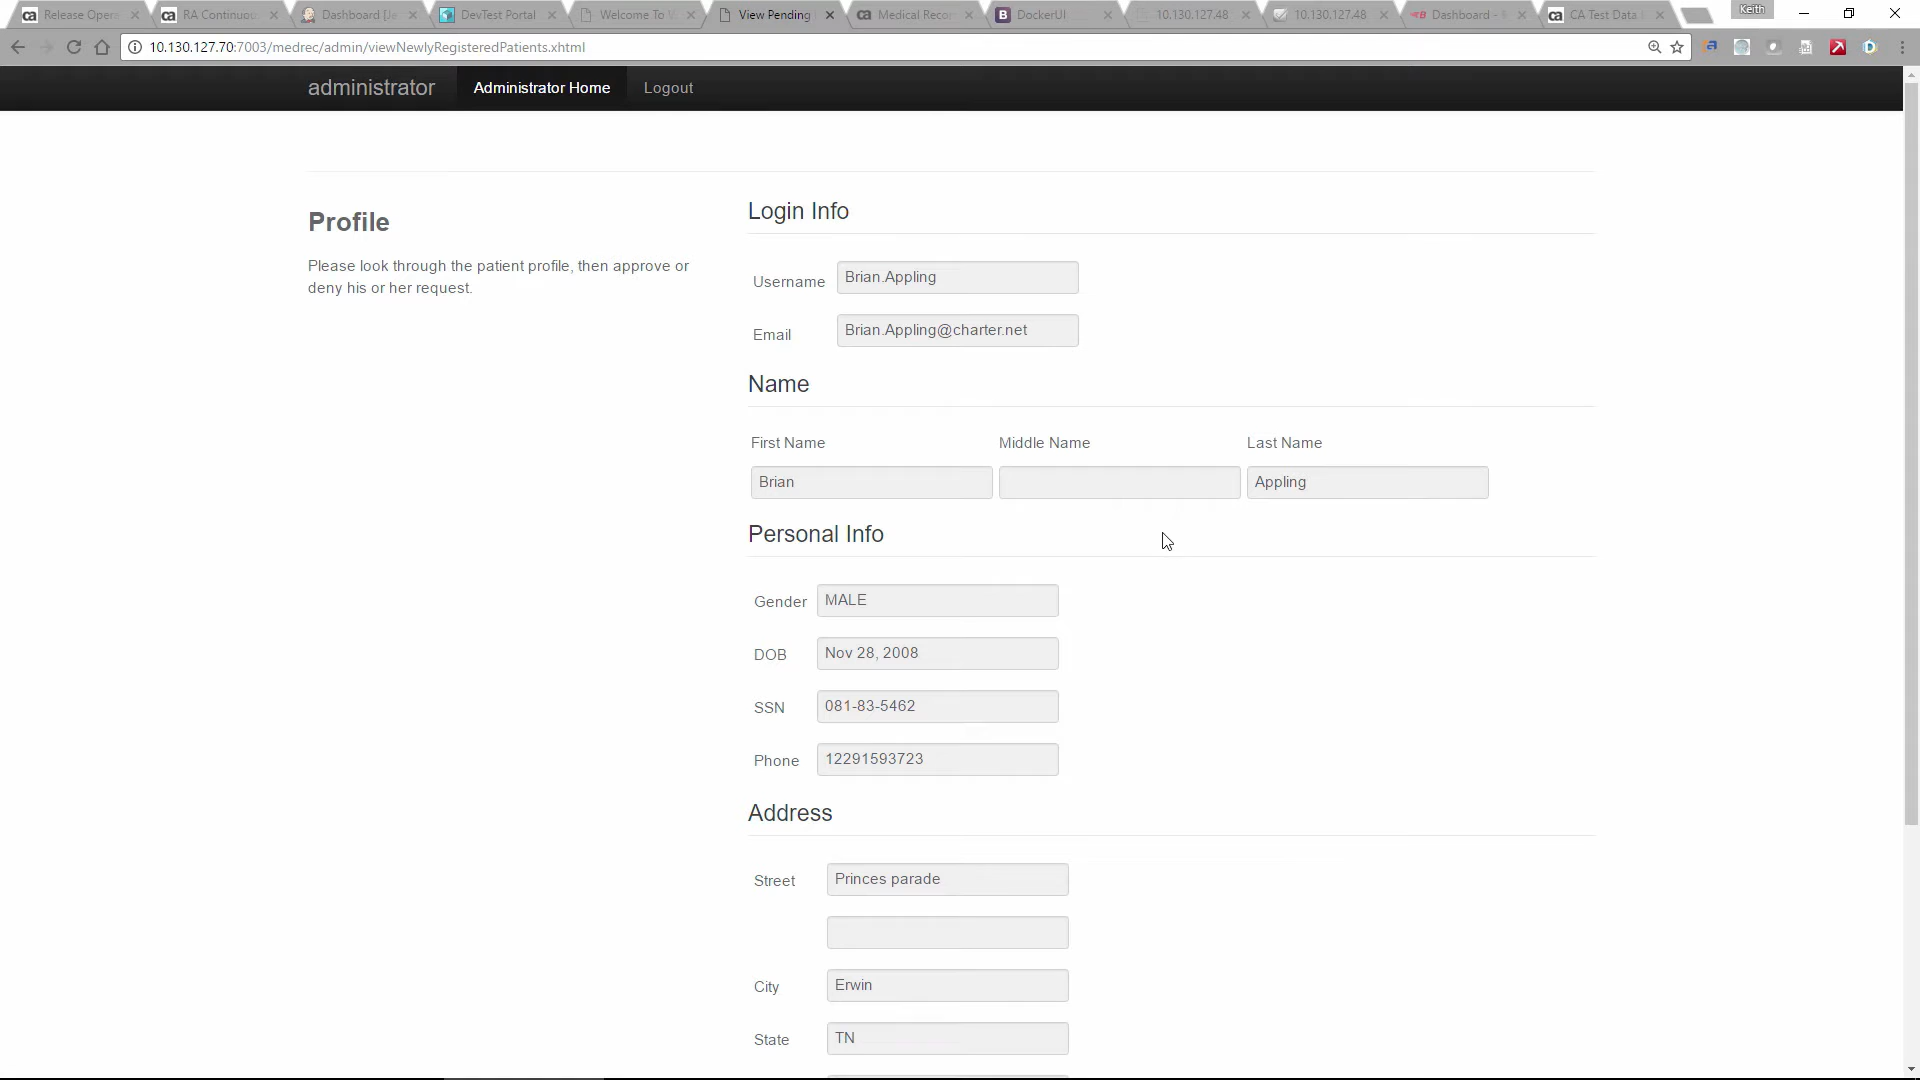 Release Oper
RA Continuou
Dashboard [Je
DevTest Portal
Welcome To W
View Pending
Medical Reco
DockerUI
10.130.127.48
10.130.127.48
Dashboard -
CA Test Data
Keith
10.130.127.70:7003/medrec/admin/viewNewlyRegisteredPatients.xhtml
administrator
Administrator Home
Logout
Profile
Please look through the patient profile, then approve or
deny his or her request.
Login Info
Username Brian.Appling
Email Brian.Appling@charter.net
Name
First Name Middle Name Last Name
Brian Appling
Personal Info
Gender MALE
DOB Nov 28, 2008
SSN 081-83-5462
Phone 12291593723
Address
Street Princes parade
City Erwin
State TN